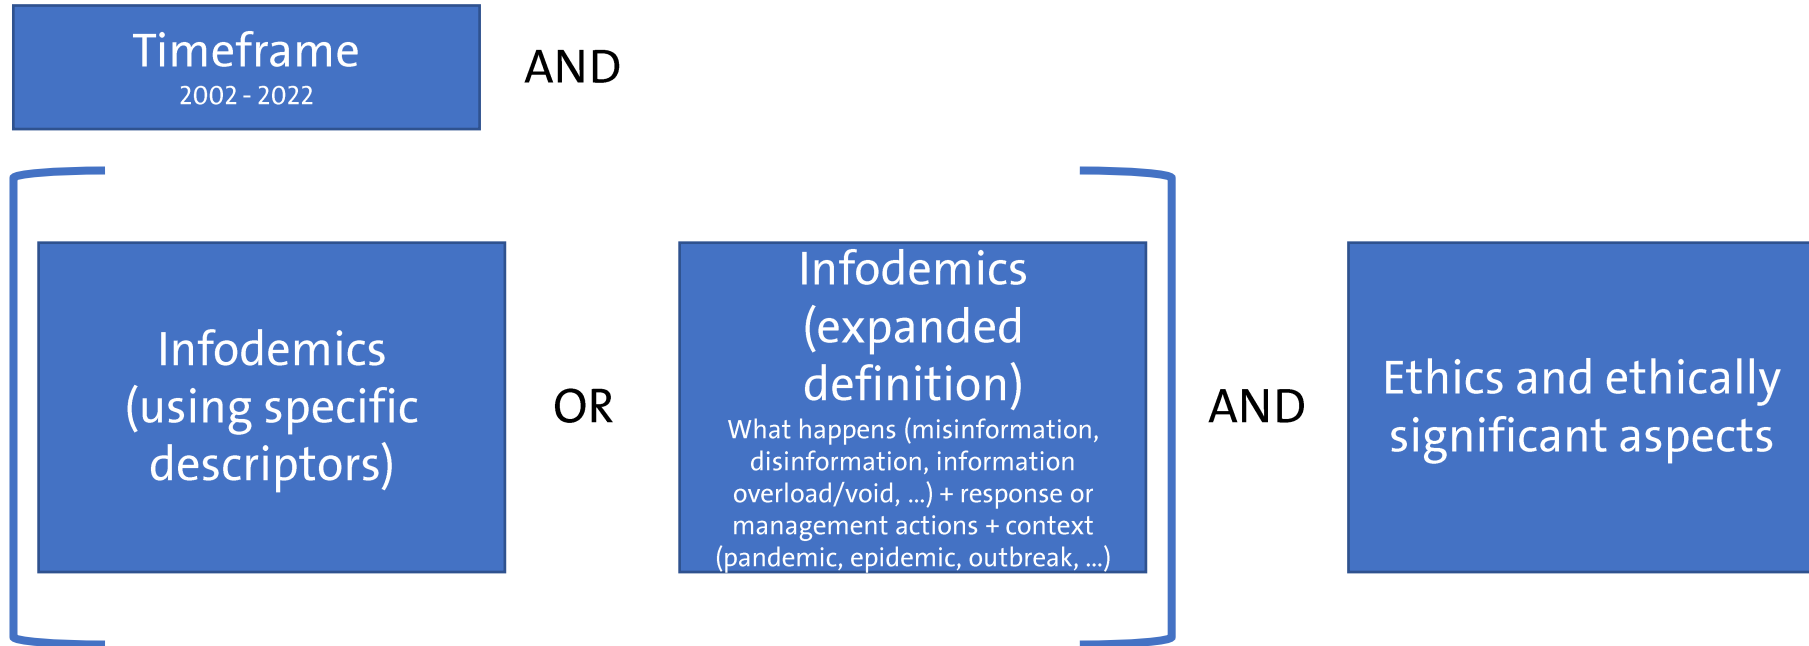 Timeframe
2002 - 2022
AND
Infodemics
(using specific
descriptors)
OR
Infodemics
(expanded
definition)
What happens (misinformation,
disinformation, information
overload/void, ...) + response or
management actions + context
(pandemic, epidemic, outbreak, ...)
AND
Ethics and ethically
significant aspects